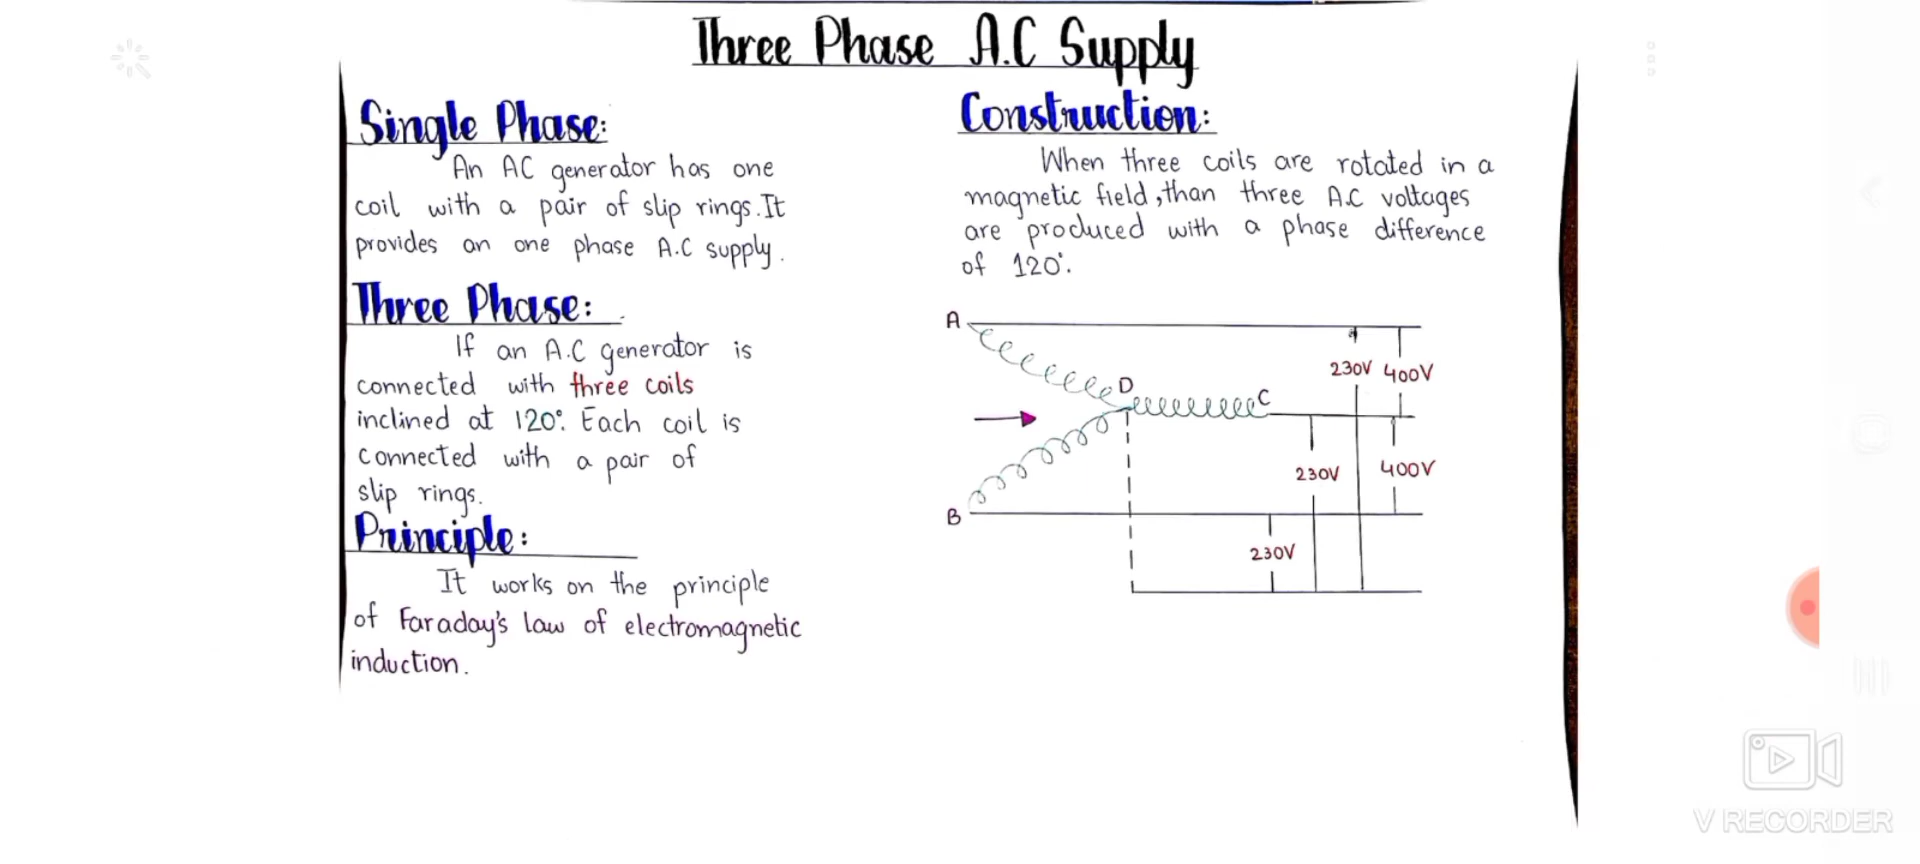 Three Phase A.C Supply
Single Phase:
An AC generator has one
coil with a pair of slip rings. It
provides an one phase A.C supply.
Three Phase:
If an A.C generator is
connected with three coils
inclined at 120°. Each coil is
connected with a pair of
slip rings.
Principle:
It works on the principle
of Faraday's law of electromagnetic
induction.
Construction:
When three coils are rotated in a
magnetic field, than three A.C voltages
are produced with a phase difference
of 120°.
A
230V 400V
D
C
230V 400V
B
230V
V RECORDER